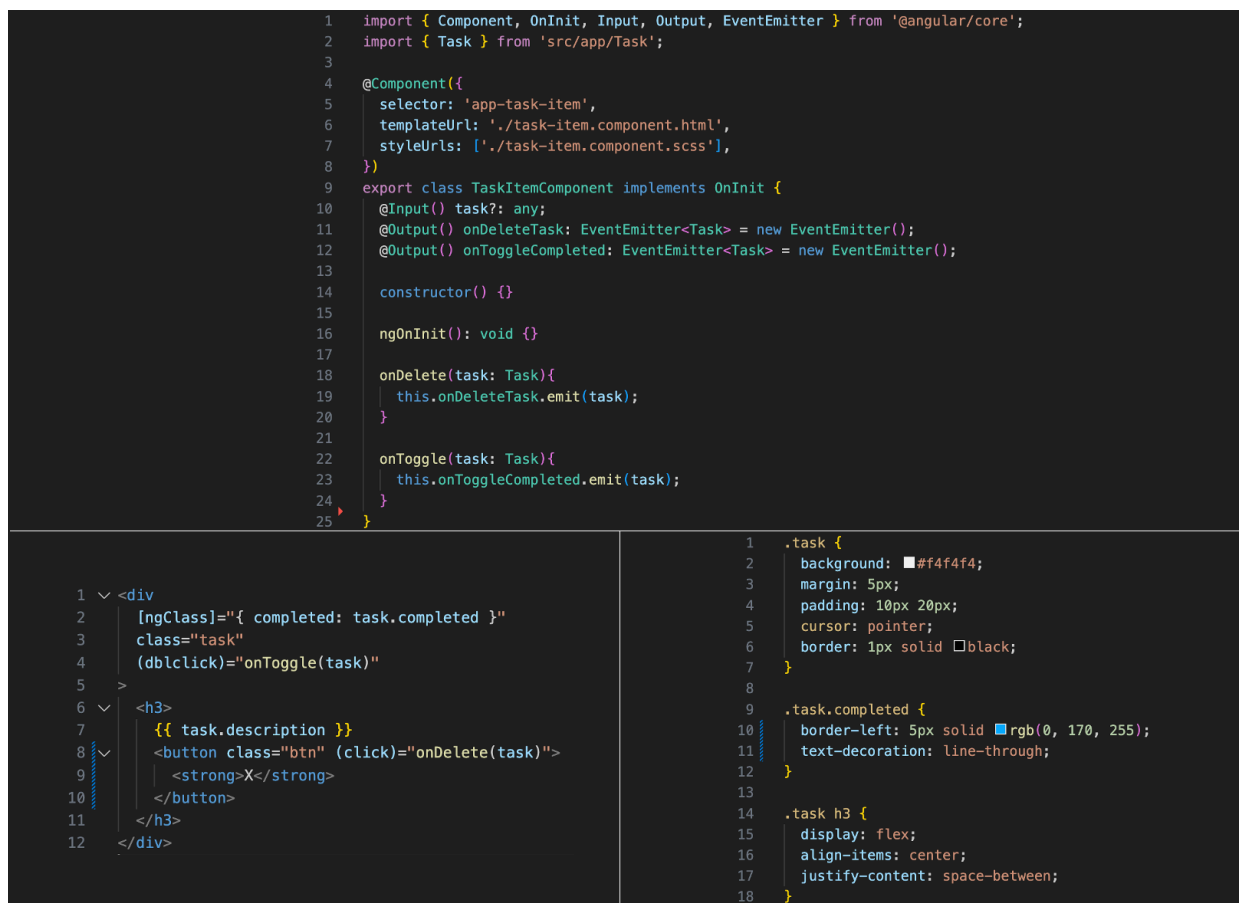 1 import { Component, OnInit, Input, Output, EventEmitter } from '@angular/core';
2 import { Task } from 'src/app/Task';
3
4 @Component({
5 selector: 'app-task-item',
6 templateUrl: './task-item.component.html',
7 styleUrls: ['./task-item.component.scss'],
8 })
9 export class TaskItemComponent implements OnInit {
10 @Input() task?: any;
11 @Output() onDeleteTask: EventEmitter<Task> = new EventEmitter();
12 @Output() onToggleCompleted: EventEmitter<Task> = new EventEmitter();
13
14 constructor() {}
15
16 ngOnInit(): void {}
17
18 onDelete(task: Task){
19 this.onDeleteTask.emit(task);
20 }
21
22 onToggle(task: Task){
23 this.onToggleCompleted.emit(task);
24 }
25 }
1 <div
2 [ngClass]="{ completed: task.completed }"
3 class="task"
4 (dblclick)="onToggle(task)"
5 >
6 <h3>
7 {{ task.description }}
8 <button class="btn" (click)="onDelete(task)">
9 <strong>X</strong>
10 </button>
11 </h3>
12 </div>
1 .task {
2 background: #f4f4f4;
3 margin: 5px;
4 padding: 10px 20px;
5 cursor: pointer;
6 border: 1px solid black;
7 }
8
9 .task.completed {
10 border-left: 5px solid rgb(0, 170, 255);
11 text-decoration: line-through;
12 }
13
14 .task h3 {
15 display: flex;
16 align-items: center;
17 justify-content: space-between;
18 }